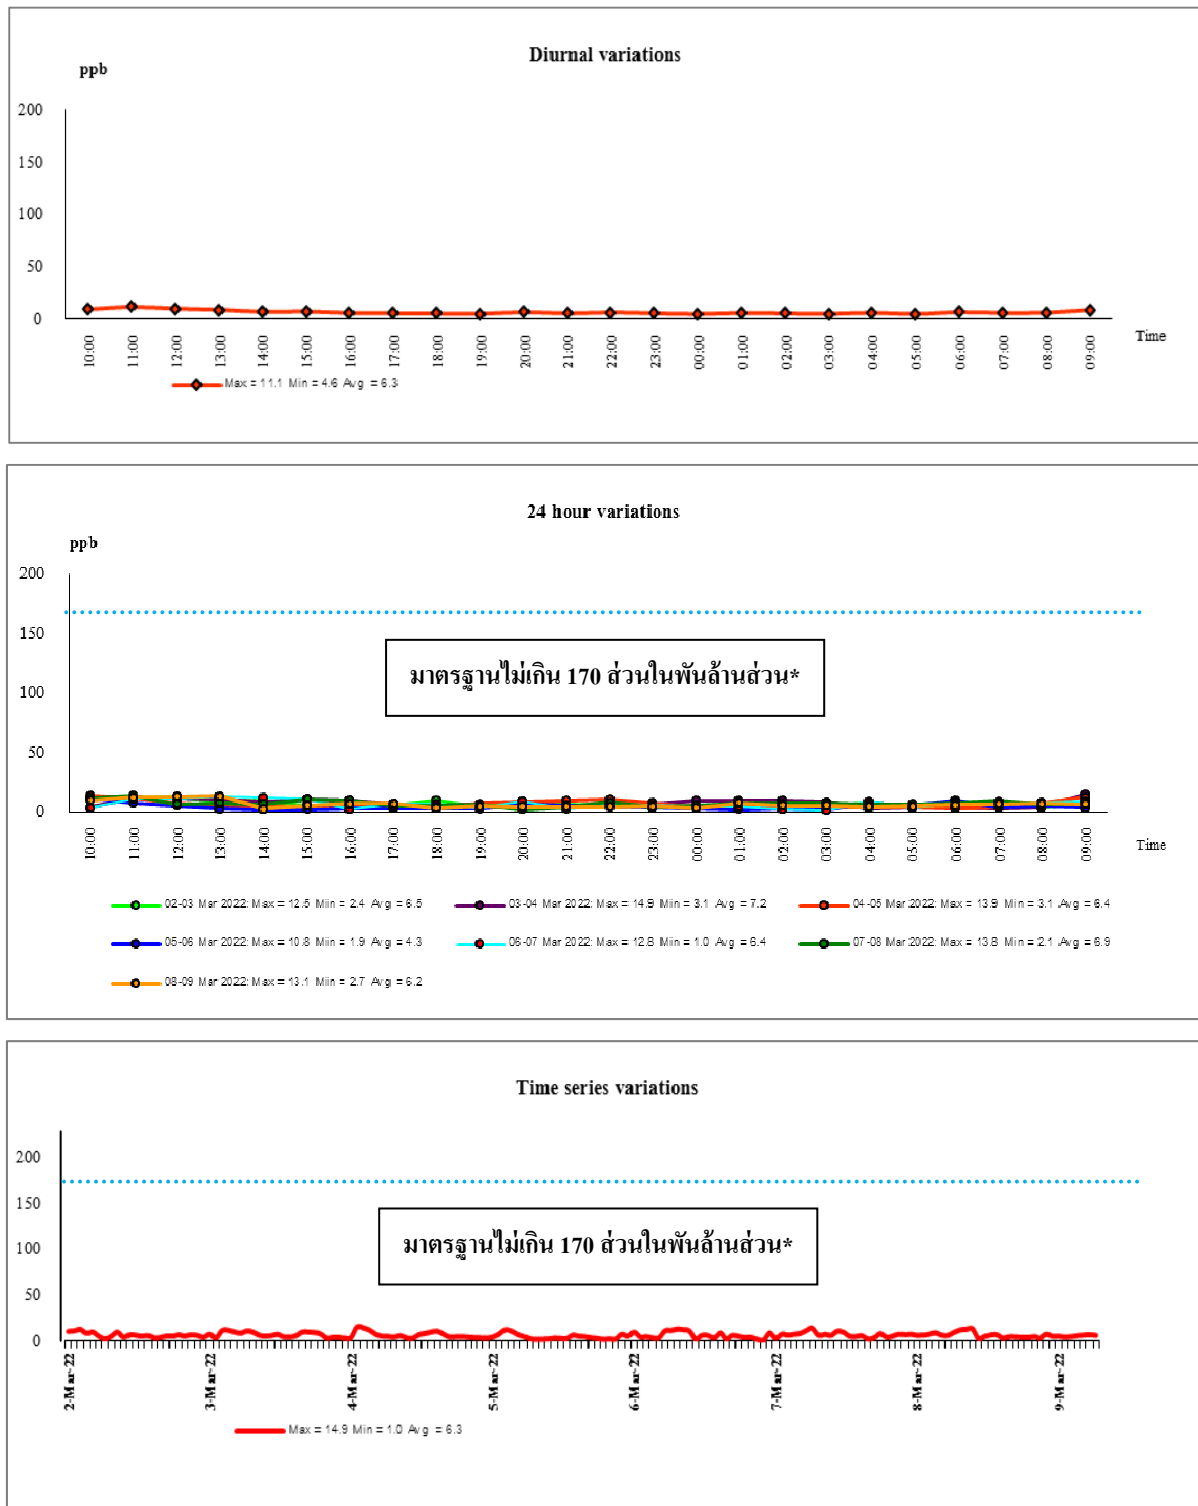 Diurnal variations
ppb
200
150
100
50
0
10:00 11:00 12:00 13:00 14:00 15:00 16:00 17:00 18:00 19:00 20:00 21:00 22:00 23:00 00:00 01:00 02:00 03:00 04:00 05:00 06:00 07:00 08:00 09:00
Time
Max = 11.1 Min = 4.6 Avg = 6.3
24 hour variations
ppb
200
150
มาตรฐานไม่เกิน 170 ส่วนในพันล้านส่วน*
100
50
0
10:00 11:00 12:00 13:00 14:00 15:00 16:00 17:00 18:00 19:00 20:00 21:00 22:00 23:00 00:00 01:00 02:00 03:00 04:00 05:00 06:00 07:00 08:00 09:00
Time
02-03 Mar 2022: Max = 12.5 Min = 2.4 Avg = 6.5
03-04 Mar 2022: Max = 14.9 Min = 3.1 Avg = 7.2
04-05 Mar 2022: Max = 13.9 Min = 3.1 Avg = 6.4
05-06 Mar 2022: Max = 10.8 Min = 1.9 Avg = 4.3
06-07 Mar 2022: Max = 12.8 Min = 1.0 Avg = 6.4
07-08 Mar 2022: Max = 13.8 Min = 2.1 Avg = 6.9
08-09 Mar 2022: Max = 13.1 Min = 2.7 Avg = 6.2
Time series variations
200
150
มาตรฐานไม่เกิน 170 ส่วนในพันล้านส่วน*
100
50
0
2-Mar-22 3-Mar-22 4-Mar-22 5-Mar-22 6-Mar-22 7-Mar-22 8-Mar-22 9-Mar-22
Max = 14.9 Min = 1.0 Avg = 6.3